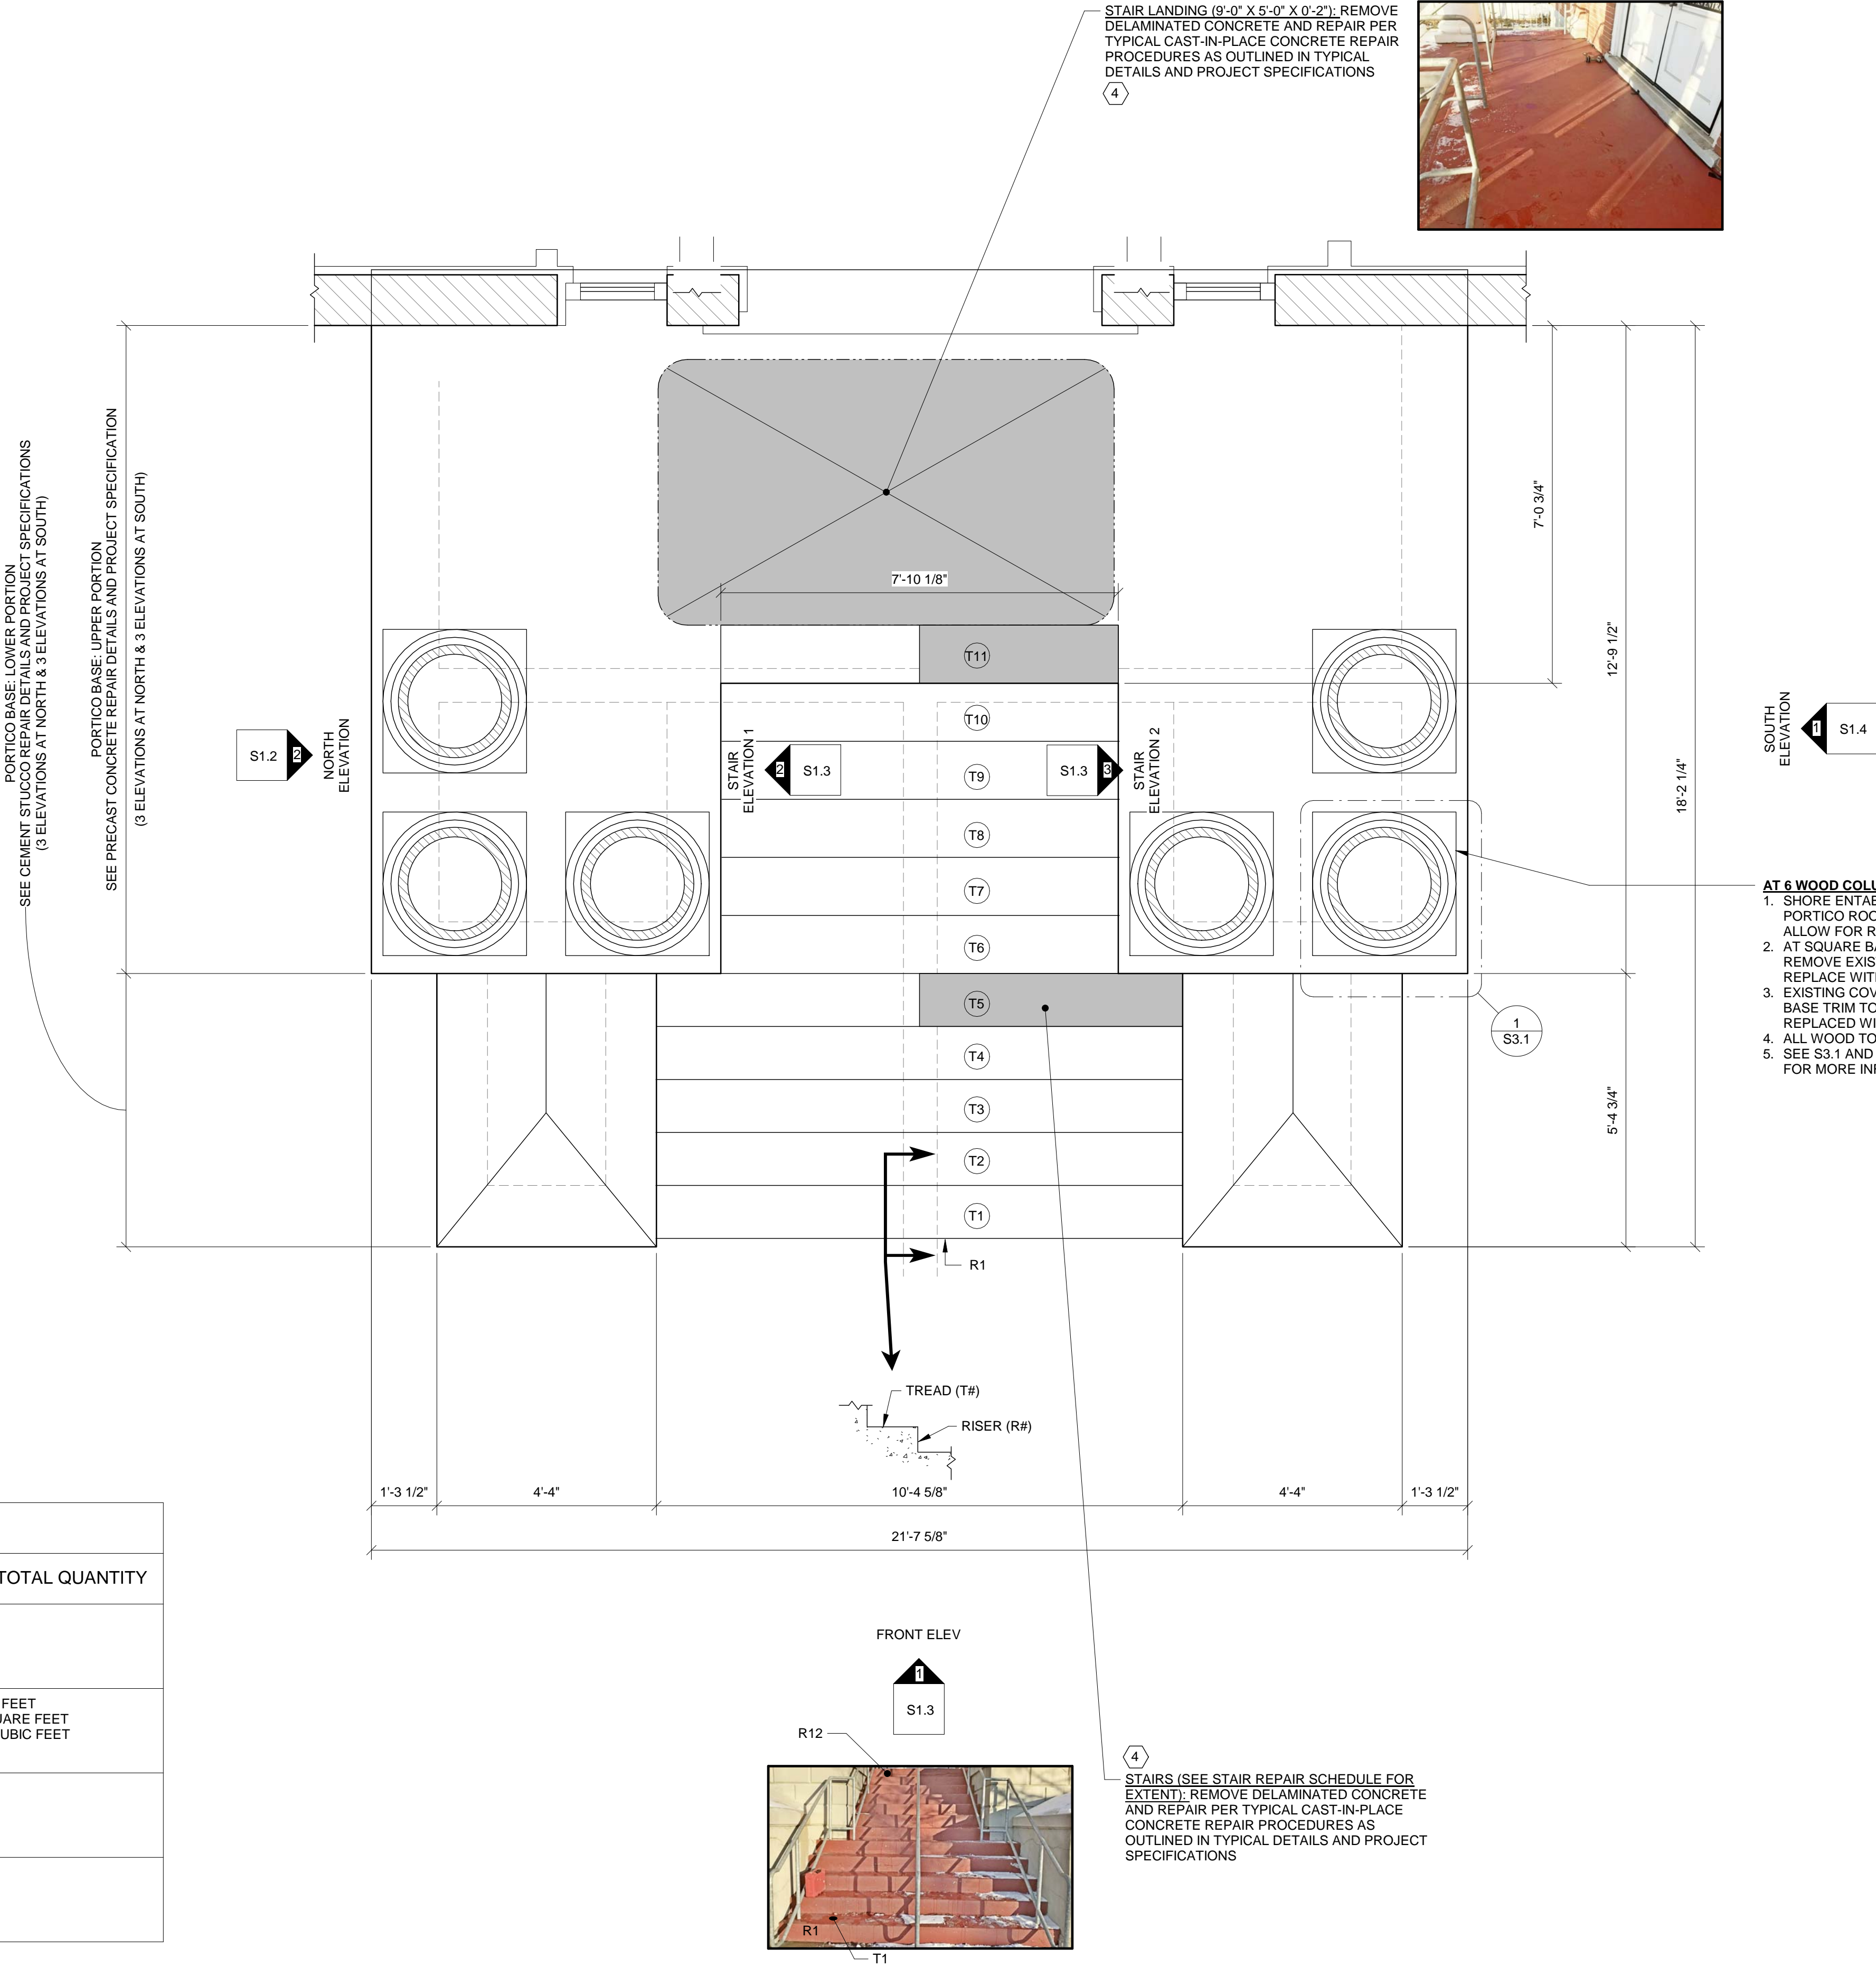 STAIR LANDING (9'-0" X 5'-0" X 0'-2"): REMOVE
DELAMINATED CONCRETE AND REPAIR PER
TYPICAL CAST-IN-PLACE CONCRETE REPAIR
PROCEDURES AS OUTLINED IN TYPICAL
DETAILS AND PROJECT SPECIFICATIONS
4
PORTICO BASE: LOWER PORTION
SEE CEMENT STUCCO REPAIR DETAILS AND PROJECT SPECIFICATIONS
(3 ELEVATIONS AT NORTH & 3 ELEVATIONS AT SOUTH)
PORTICO BASE: UPPER PORTION
SEE PRECAST CONCRETE REPAIR DETAILS AND PROJECT SPECIFICATION
(3 ELEVATIONS AT NORTH & 3 ELEVATIONS AT SOUTH)
7'-10 1/8"
7'-0 3/4"
12'-9 1/2"
18'-2 1/4"
5'-4 3/4"
S1.2
2
NORTH
ELEVATION
STAIR
ELEVATION 1
2
S1.3
S1.3
3
STAIR
ELEVATION 2
SOUTH
ELEVATION
1
S1.4
T11
T10
T9
T8
T7
T6
T5
T4
T3
T2
T1
R1
AT 6 WOOD COLU
1. SHORE ENTAB
PORTICO ROO
ALLOW FOR R
2. AT SQUARE BA
REMOVE EXIS
REPLACE WIT
3. EXISTING COV
BASE TRIM TO
REPLACED WI
4. ALL WOOD TO
5. SEE S3.1 AND
FOR MORE INF
1
S3.1
TREAD (T#)
RISER (R#)
1'-3 1/2"
4'-4"
10'-4 5/8"
4'-4"
1'-3 1/2"
21'-7 5/8"
TOTAL QUANTITY
FEET
UARE FEET
UBIC FEET
FRONT ELEV
1
S1.3
R12
R1
T1
4
STAIRS (SEE STAIR REPAIR SCHEDULE FOR
EXTENT): REMOVE DELAMINATED CONCRETE
AND REPAIR PER TYPICAL CAST-IN-PLACE
CONCRETE REPAIR PROCEDURES AS
OUTLINED IN TYPICAL DETAILS AND PROJECT
SPECIFICATIONS